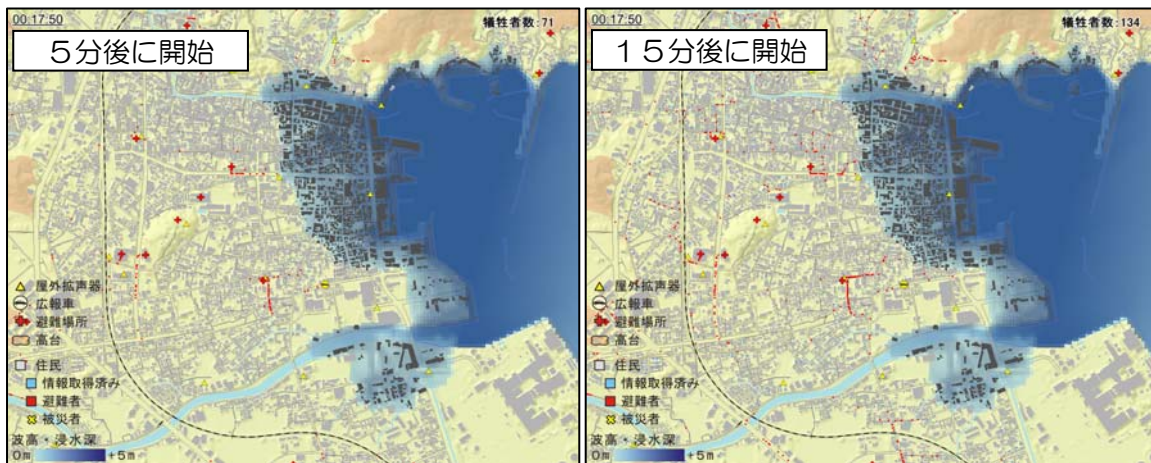 00:17:50
犠牲者数:71
5分後に開始
屋外拡声器
広報車
避難場所
高台
住民
情報取得済み
避難者
被災者
波高・浸水深
0m +5m
00:17:50
犠牲者数:134
15分後に開始
屋外拡声器
広報車
避難場所
高台
住民
情報取得済み
避難者
被災者
波高・浸水深
0m +5m